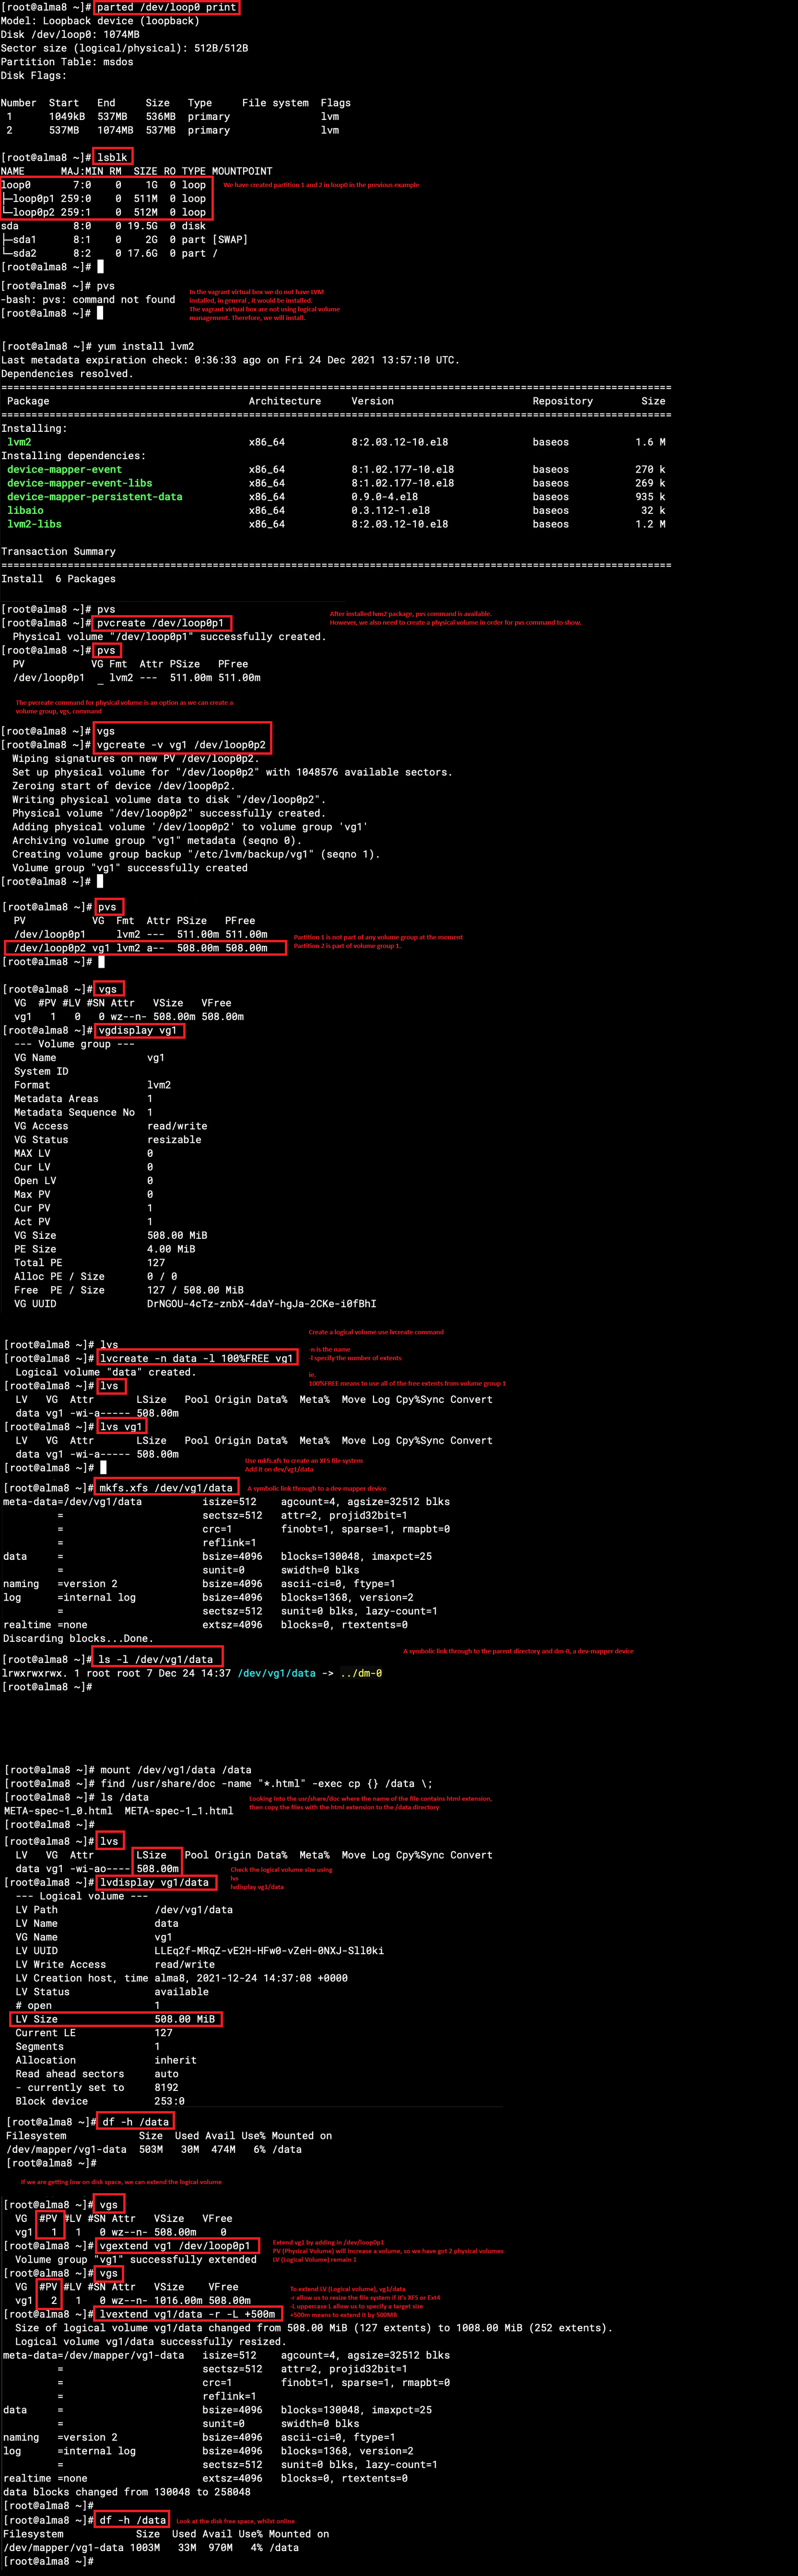 [root@alma8 ~]# parted /dev/loop0 print
Model: Loopback device (loopback)
Disk /dev/loop0: 1074MB
Sector size (logical/physical): 512B/512B
Partition Table: msdos
Disk Flags:
Number  Start   End     Size   Type     File system  Flags
 1      1049kB  537MB   536MB  primary               lvm
 2      537MB   1074MB  537MB  primary               lvm
[root@alma8 ~]# lsblk
NAME      MAJ:MIN RM  SIZE RO TYPE MOUNTPOINT
loop0       7:0    0    1G  0 loop
We have created partition 1 and 2 in loop0 in the previous example
├─loop0p1 259:0    0  511M  0 loop
└─loop0p2 259:1    0  512M  0 loop
sda         8:0    0 19.5G  0 disk
├─sda1      8:1    0    2G  0 part [SWAP]
└─sda2      8:2    0 17.6G  0 part /
[root@alma8 ~]#
[root@alma8 ~]# pvs
-bash: pvs: command not found
[root@alma8 ~]#
In the vagrant virtual box we do not have LVM
installed, in general , it would be installed.
The vagrant virtual box are not using logical volume
management. Therefore, we will install.
[root@alma8 ~]# yum install lvm2
Last metadata expiration check: 0:36:33 ago on Fri 24 Dec 2021 13:57:10 UTC.
Dependencies resolved.
================================================================================
 Package                        Architecture     Version                Repository        Size
================================================================================
Installing:
 lvm2                           x86_64           8:2.03.12-10.el8       baseos           1.6 M
Installing dependencies:
 device-mapper-event            x86_64           8:1.02.177-10.el8      baseos           270 k
 device-mapper-event-libs       x86_64           8:1.02.177-10.el8      baseos           269 k
 device-mapper-persistent-data  x86_64           0.9.0-4.el8            baseos           935 k
 libaio                         x86_64           0.3.112-1.el8          baseos            32 k
 lvm2-libs                      x86_64           8:2.03.12-10.el8       baseos           1.2 M
Transaction Summary
================================================================================
Install  6 Packages
[root@alma8 ~]# pvs
[root@alma8 ~]# pvcreate /dev/loop0p1
  Physical volume "/dev/loop0p1" successfully created.
After installed lvm2 package, pvs command is available.
However, we also need to create a physical volume in order for pvs command to show.
[root@alma8 ~]# pvs
  PV           VG Fmt  Attr PSize   PFree
  /dev/loop0p1  _ lvm2 ---  511.00m 511.00m
The pvcreate command for physical volume is an option as we can create a
volume group, vgs, command
[root@alma8 ~]# vgs
[root@alma8 ~]# vgcreate -v vg1 /dev/loop0p2
  Wiping signatures on new PV /dev/loop0p2.
  Set up physical volume for "/dev/loop0p2" with 1048576 available sectors.
  Zeroing start of device /dev/loop0p2.
  Writing physical volume data to disk "/dev/loop0p2".
  Physical volume "/dev/loop0p2" successfully created.
  Adding physical volume '/dev/loop0p2' to volume group 'vg1'
  Archiving volume group "vg1" metadata (seqno 0).
  Creating volume group backup "/etc/lvm/backup/vg1" (seqno 1).
  Volume group "vg1" successfully created
[root@alma8 ~]#
[root@alma8 ~]# pvs
  PV           VG  Fmt  Attr PSize   PFree
  /dev/loop0p1     lvm2 ---  511.00m 511.00m
  /dev/loop0p2 vg1 lvm2 a--  508.00m 508.00m
[root@alma8 ~]#
Partition 1 is not part of any volume group at the moment
Partition 2 is part of volume group 1.
[root@alma8 ~]# vgs
  VG  #PV #LV #SN Attr   VSize   VFree
  vg1   1   0   0 wz--n- 508.00m 508.00m
[root@alma8 ~]# vgdisplay vg1
  --- Volume group ---
  VG Name               vg1
  System ID
  Format                lvm2
  Metadata Areas        1
  Metadata Sequence No  1
  VG Access             read/write
  VG Status             resizable
  MAX LV                0
  Cur LV                0
  Open LV               0
  Max PV                0
  Cur PV                1
  Act PV                1
  VG Size               508.00 MiB
  PE Size               4.00 MiB
  Total PE              127
  Alloc PE / Size       0 / 0
  Free  PE / Size       127 / 508.00 MiB
  VG UUID               DrNGOU-4cTz-znbX-4daY-hgJa-2CKe-i0fBhI
Create a logical volume use lvcreate command
-n is the name
-l specify the number of extents
ie.
100%FREE means to use all of the free extents from volume group 1
[root@alma8 ~]# lvs
[root@alma8 ~]# lvcreate -n data -l 100%FREE vg1
  Logical volume "data" created.
[root@alma8 ~]# lvs
  LV   VG  Attr       LSize   Pool Origin Data%  Meta%  Move Log Cpy%Sync Convert
  data vg1 -wi-a----- 508.00m
[root@alma8 ~]# lvs vg1
  LV   VG  Attr       LSize   Pool Origin Data%  Meta%  Move Log Cpy%Sync Convert
  data vg1 -wi-a----- 508.00m
[root@alma8 ~]#
Use mkfs.xfs to create an XFS file system
Add it on dev/vg1/data
[root@alma8 ~]# mkfs.xfs /dev/vg1/data
A symbolic link through to a dev-mapper device
meta-data=/dev/vg1/data          isize=512    agcount=4, agsize=32512 blks
         =                       sectsz=512   attr=2, projid32bit=1
         =                       crc=1        finobt=1, sparse=1, rmapbt=0
         =                       reflink=1
data     =                       bsize=4096   blocks=130048, imaxpct=25
         =                       sunit=0      swidth=0 blks
naming   =version 2              bsize=4096   ascii-ci=0, ftype=1
log      =internal log           bsize=4096   blocks=1368, version=2
         =                       sectsz=512   sunit=0 blks, lazy-count=1
realtime =none                   extsz=4096   blocks=0, rtextents=0
Discarding blocks...Done.
[root@alma8 ~]# ls -l /dev/vg1/data
A symbolic link through to the parent directory and dm-0, a dev-mapper device
lrwxrwxrwx. 1 root root 7 Dec 24 14:37 /dev/vg1/data -> ../dm-0
[root@alma8 ~]#
[root@alma8 ~]# mount /dev/vg1/data /data
[root@alma8 ~]# find /usr/share/doc -name "*.html" -exec cp {} /data \;
[root@alma8 ~]# ls /data
META-spec-1_0.html  META-spec-1_1.html
[root@alma8 ~]#
Looking into the usr/share/doc where the name of the file contains html extension,
then copy the files with the html extension to the /data directory
[root@alma8 ~]# lvs
  LV   VG  Attr       LSize   Pool Origin Data%  Meta%  Move Log Cpy%Sync Convert
  data vg1 -wi-ao---- 508.00m
[root@alma8 ~]# lvdisplay vg1/data
Check the logical volume size using
lvs
lvdisplay vg1/data
  --- Logical volume ---
  LV Path                /dev/vg1/data
  LV Name                data
  VG Name                vg1
  LV UUID                LLEq2f-MRqZ-vE2H-HFw0-vZeH-0NXJ-Sll0ki
  LV Write Access        read/write
  LV Creation host, time alma8, 2021-12-24 14:37:08 +0000
  LV Status              available
  # open                 1
  LV Size                508.00 MiB
  Current LE             127
  Segments               1
  Allocation             inherit
  Read ahead sectors     auto
  - currently set to     8192
  Block device           253:0
[root@alma8 ~]# df -h /data
Filesystem            Size  Used Avail Use% Mounted on
/dev/mapper/vg1-data  503M   30M  474M   6% /data
[root@alma8 ~]#
If we are getting low on disk space, we can extend the logical volume
[root@alma8 ~]# vgs
  VG  #PV #LV #SN Attr   VSize   VFree
  vg1   1   1   0 wz--n- 508.00m    0
[root@alma8 ~]# vgextend vg1 /dev/loop0p1
  Volume group "vg1" successfully extended
Extend vg1 by adding in /dev/loop0p1
PV (Physical Volume) will increase a volume, so we have got 2 physical volumes
LV (Logical Volume) remain 1
[root@alma8 ~]# vgs
  VG  #PV #LV #SN Attr   VSize    VFree
  vg1   2   1   0 wz--n- 1016.00m 508.00m
To extend LV (Logical volume), vg1/data
-r allow us to resize the file system if it's XFS or Ext4
-L uppercase L allow us to specify a target size
+500m means to extend it by 500MB
[root@alma8 ~]# lvextend vg1/data -r -L +500m
  Size of logical volume vg1/data changed from 508.00 MiB (127 extents) to 1008.00 MiB (252 extents).
  Logical volume vg1/data successfully resized.
meta-data=/dev/mapper/vg1-data   isize=512    agcount=4, agsize=32512 blks
         =                       sectsz=512   attr=2, projid32bit=1
         =                       crc=1        finobt=1, sparse=1, rmapbt=0
         =                       reflink=1
data     =                       bsize=4096   blocks=130048, imaxpct=25
         =                       sunit=0      swidth=0 blks
naming   =version 2              bsize=4096   ascii-ci=0, ftype=1
log      =internal log           bsize=4096   blocks=1368, version=2
         =                       sectsz=512   sunit=0 blks, lazy-count=1
realtime =none                   extsz=4096   blocks=0, rtextents=0
data blocks changed from 130048 to 258048
[root@alma8 ~]#
[root@alma8 ~]# df -h /data
Look at the disk free space, whilst online
Filesystem            Size  Used Avail Use% Mounted on
/dev/mapper/vg1-data 1003M   33M  970M   4% /data
[root@alma8 ~]#